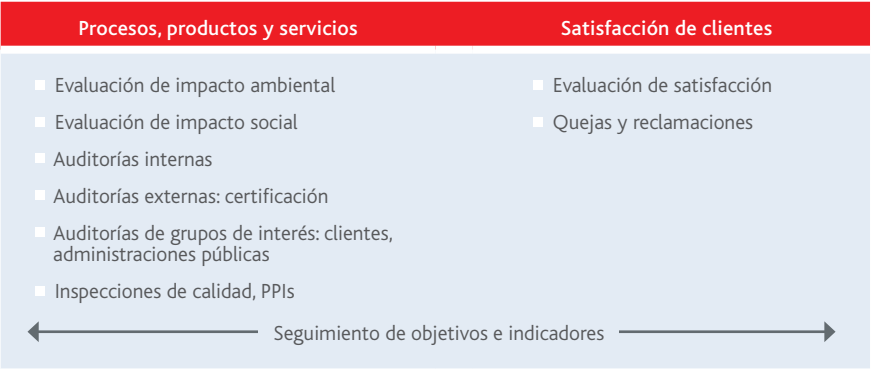 Procesos, productos y servicios
Satisfacción de clientes
Evaluación de impacto ambiental
Evaluación de impacto social
Auditorías internas
Auditorías externas: certificación
Auditorías de grupos de interés: clientes,
administraciones públicas
Inspecciones de calidad, PPIs
Evaluación de satisfacción
Quejas y reclamaciones
Seguimiento de objetivos e indicadores